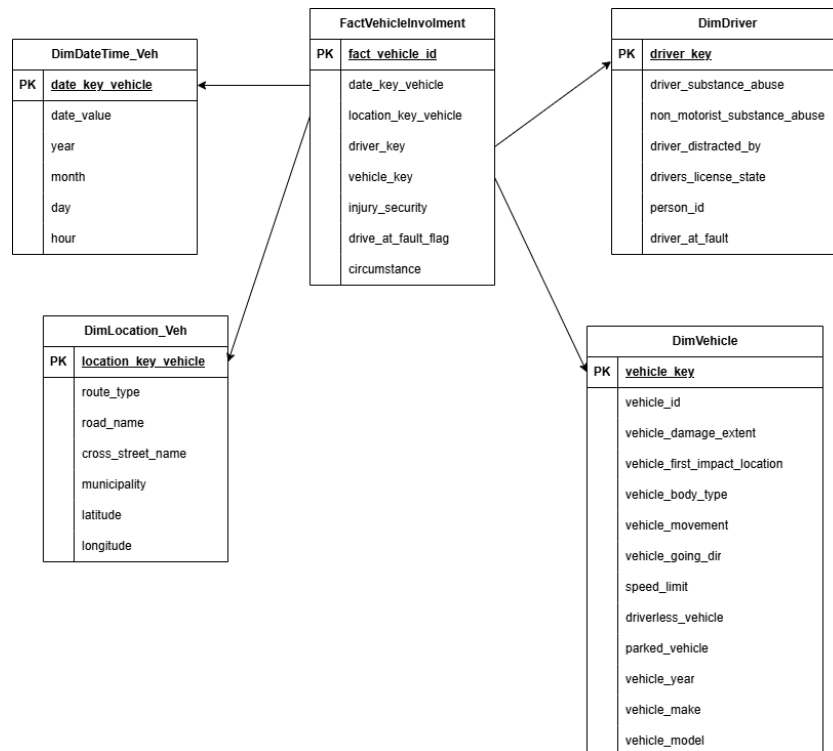 DimDateTime_Veh
PK date_key_vehicle
date_value
year
month
day
hour
FactVehicleInvolment
PK fact_vehicle_id
date_key_vehicle
location_key_vehicle
driver_key
vehicle_key
injury_security
drive_at_fault_flag
circumstance
DimDriver
PK driver_key
driver_substance_abuse
non_motorist_substance_abuse
driver_distracted_by
drivers_license_state
person_id
driver_at_fault
DimLocation_Veh
PK location_key_vehicle
route_type
road_name
cross_street_name
municipality
latitude
longitude
DimVehicle
PK vehicle_key
vehicle_id
vehicle_damage_extent
vehicle_first_impact_location
vehicle_body_type
vehicle_movement
vehicle_going_dir
speed_limit
driverless_vehicle
parked_vehicle
vehicle_year
vehicle_make
vehicle_model